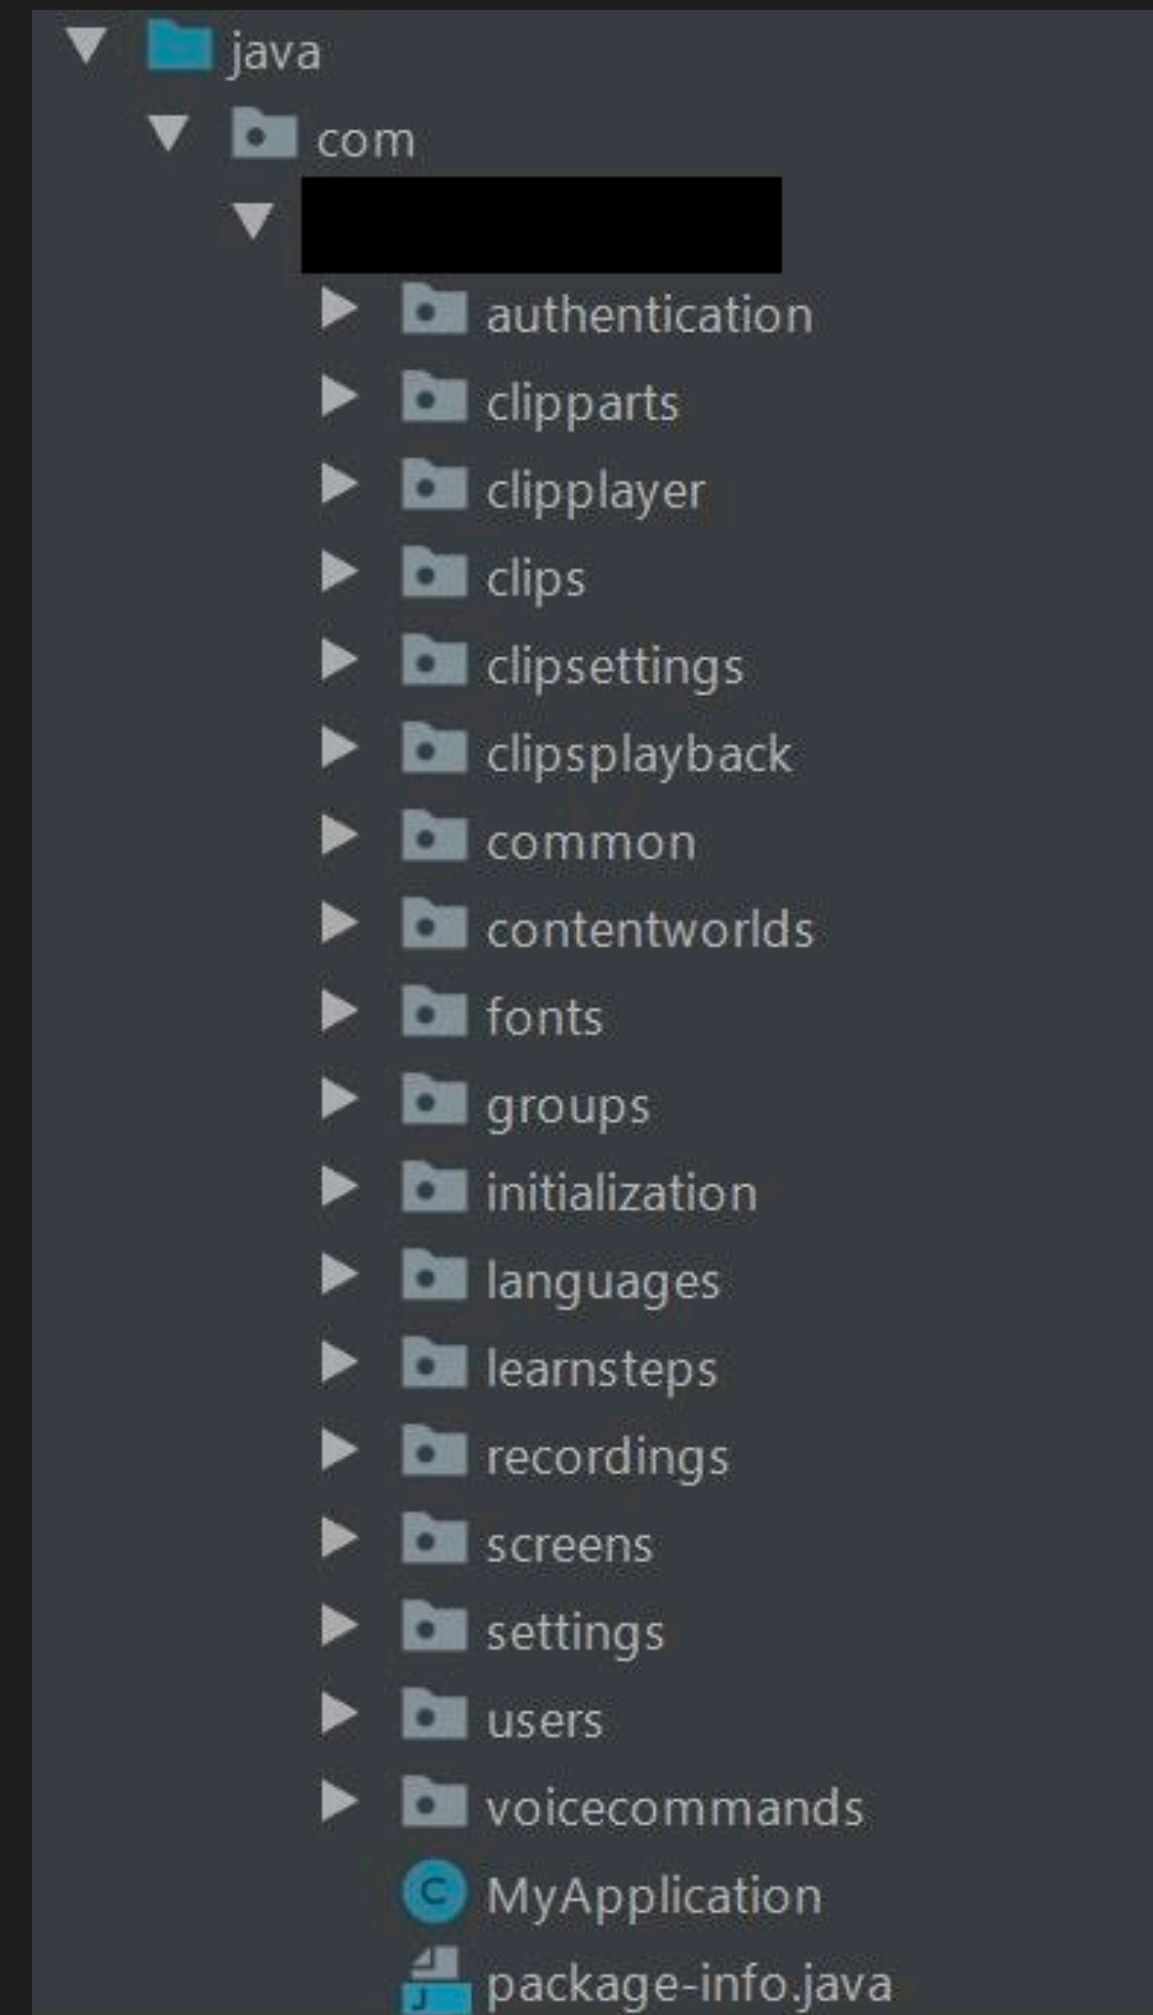 java
com
authentication
clipparts
clipplayer
clips
clipsettings
clipsplayback
common
contentworlds
fonts
groups
initialization
languages
learnsteps
recordings
screens
settings
users
voicecommands
C MyApplication
J package-info.java